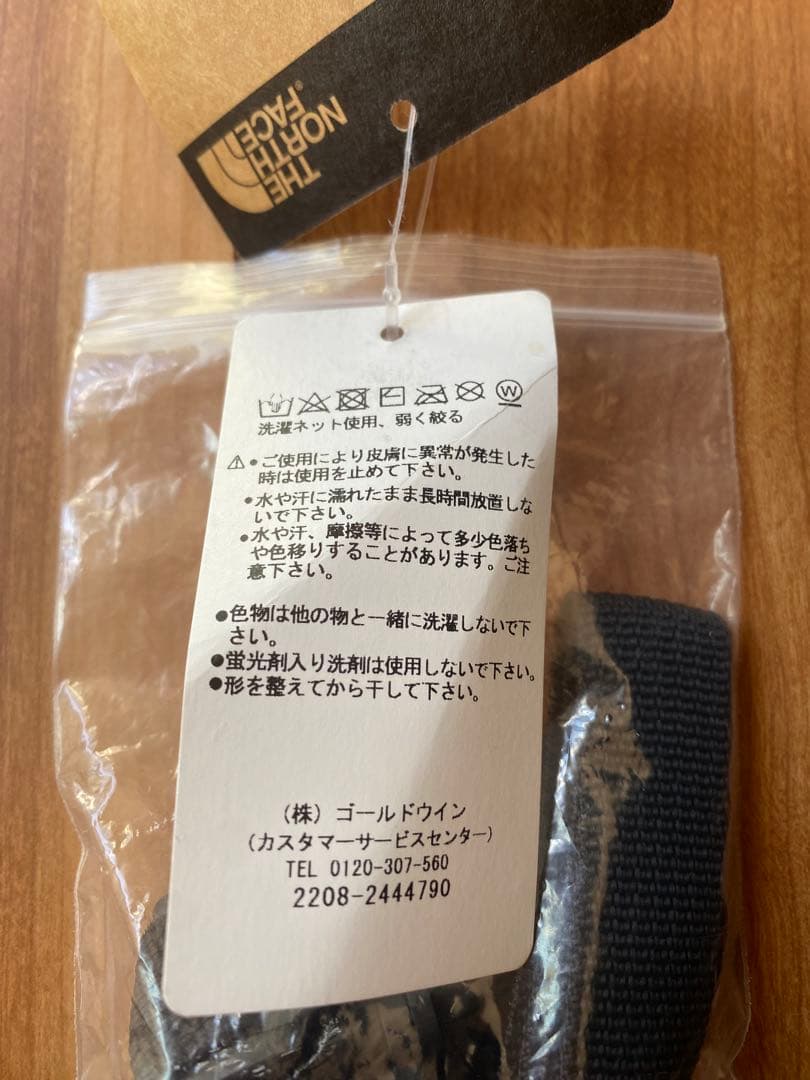 THE
NORTH
FACE®
W
洗濯ネット使用、弱く絞る
⚠●ご使用により皮膚に異常が発生した
時は使用を止めて下さい。
●水や汗に濡れたまま長時間放置しな
いで下さい。
●水や汗、摩擦等によって多少色落ち
や色移りすることがあります。ご注
意下さい。
●色物は他の物と一緒に洗濯しないで下
さい。
●蛍光剤入り洗剤は使用しないで下さい。
●形を整えてから干して下さい。
(株) ゴールドウイン
(カスタマーサービスセンター)
TEL 0120-307-560
2208-2444790